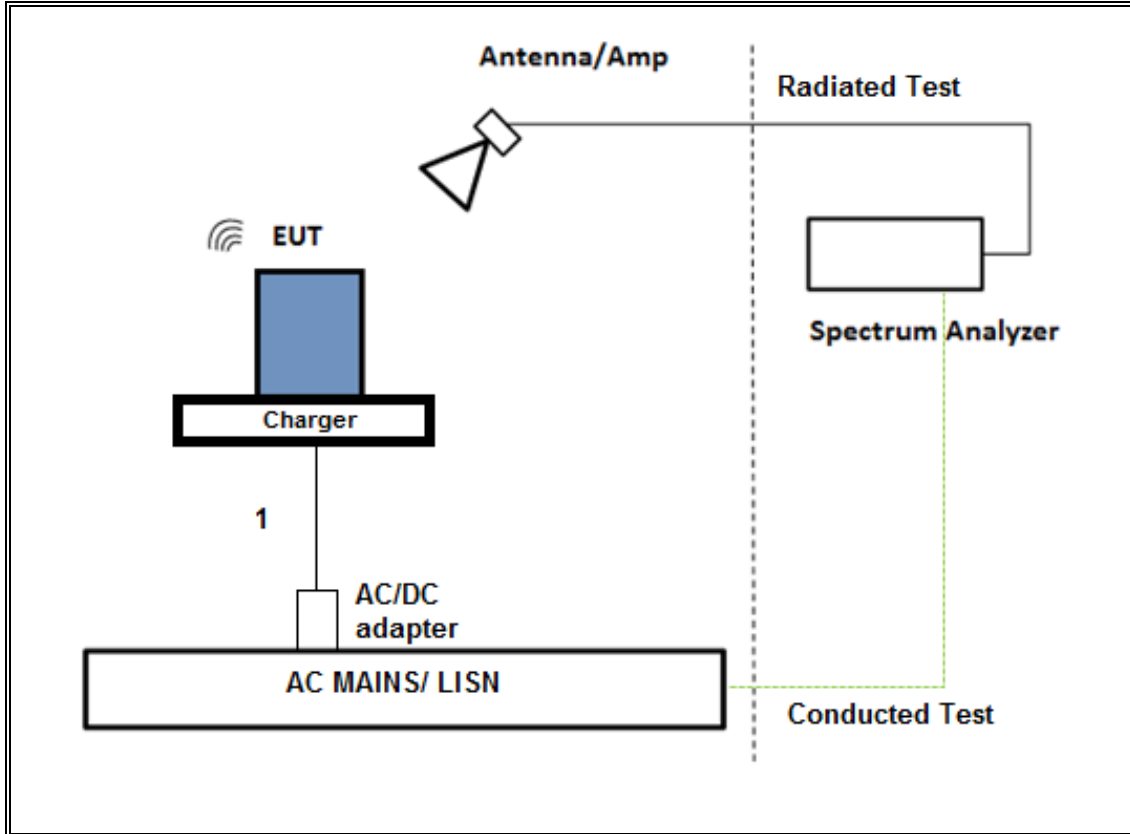 Antenna/Amp
Radiated Test
EUT
Spectrum Analyzer
Charger
1
AC/DC
adapter
AC MAINS/ LISN
Conducted Test